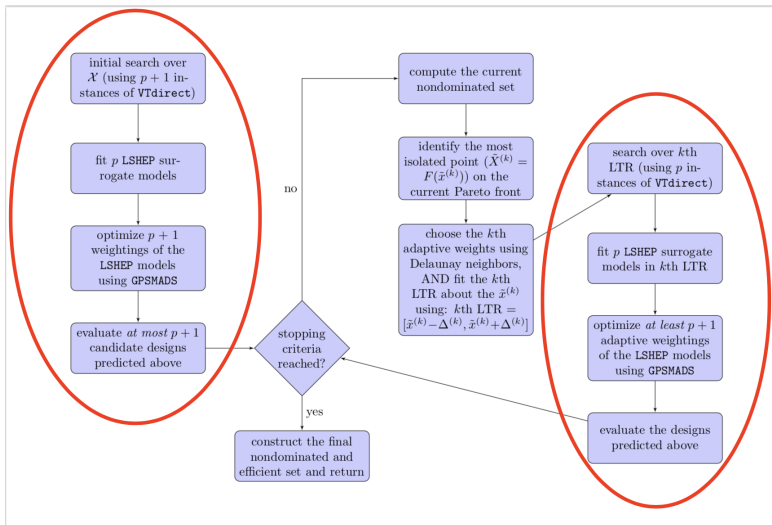 initial search over
𝒳 (using p + 1 in-
stances of VTdirect)
fit p LSHEP sur-
rogate models
optimize p + 1
weightings of the
LSHEP models
using GPSMADS
evaluate at most p + 1
candidate designs
predicted above
stopping
criteria
reached?
no
yes
construct the final
nondominated and
efficient set and return
compute the current
nondominated set
identify the most
isolated point (X̃^(k) =
F(x̃^(k))) on the
current Pareto front
choose the kth
adaptive weights using
Delaunay neighbors,
AND fit the kth
LTR about the x̃^(k)
using: kth LTR =
[x̃^(k)−Δ^(k), x̃^(k)+Δ^(k)]
search over kth
LTR (using p in-
stances of VTdirect)
fit p LSHEP surrogate
models in kth LTR
optimize at least p + 1
adaptive weightings
of the LSHEP models
using GPSMADS
evaluate the designs
predicted above